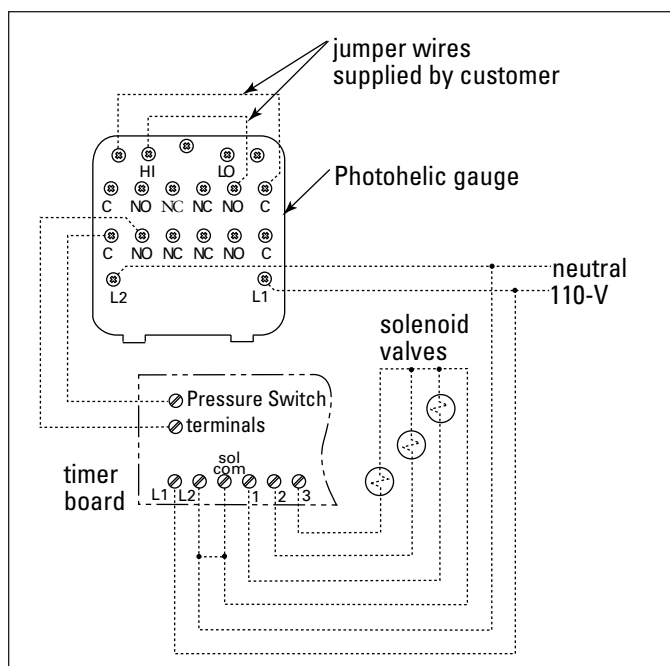 jumper wires
supplied by customer
HI LO
C NO NC NC NO C
Photohelic gauge
C NO NC NC NO C
L2 L1
neutral
110-V
solenoid
valves
Pressure Switch
terminals
timer
board
sol
com
L1 L2 1 2 3